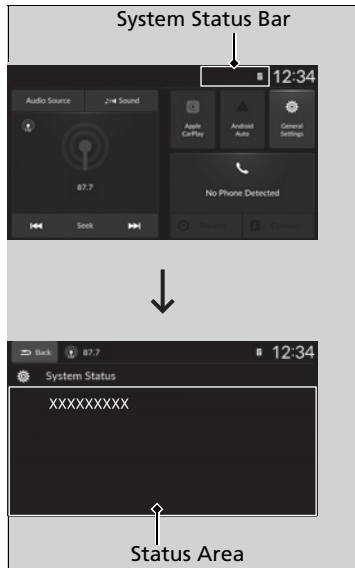 System Status Bar
12:34
Audio Source
Sound
Apple CarPlay
Android Auto
General Settings
87.7
No Phone Detected
Seek
Back
87.7
12:34
System Status
XXXXXXXXX
Status Area